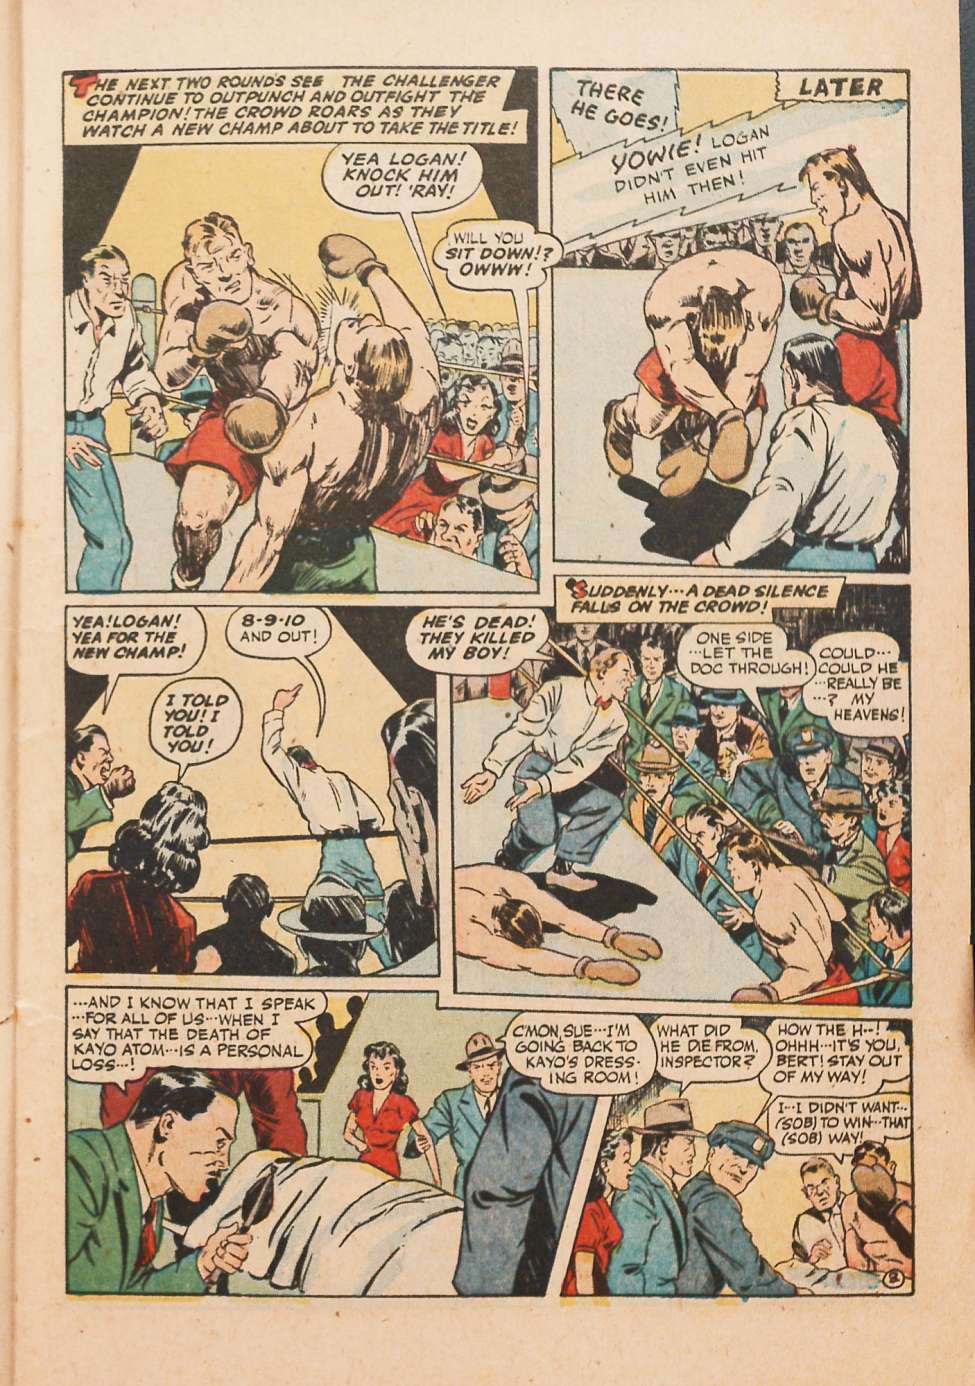 THE NEXT TWO ROUNDS SEE THE CHALLENGER
CONTINUE TO OUTPUNCH AND OUTFIGHT THE
CHAMPION! THE CROWD ROARS AS THEY
WATCH A NEW CHAMP ABOUT TO TAKE THE TITLE!
YEA LOGAN!
KNOCK HIM
OUT! 'RAY!
WILL YOU
SIT DOWN!?
OWWW!
LATER
THERE
HE GOES!
YOWIE! LOGAN
DIDN'T EVEN HIT
HIM THEN!
YEA! LOGAN!
YEA FOR THE
NEW CHAMP!
I TOLD
YOU! I
TOLD
YOU!
8-9-10
AND OUT!
SUDDENLY...A DEAD SILENCE
FALLS ON THE CROWD!
HE'S DEAD!
THEY KILLED
MY BOY!
ONE SIDE
...LET THE
DOC THROUGH!
COULD...
COULD HE
...REALLY BE
...? MY
HEAVENS!
...AND I KNOW THAT I SPEAK
...FOR ALL OF US...WHEN I
SAY THAT THE DEATH OF
KAYO ATOM...IS A PERSONAL
LOSS...!
C'MON, SUE...I'M
GOING BACK TO
KAYO'S DRESS-
ING ROOM!
WHAT DID
HE DIE FROM,
INSPECTOR?
HOW THE H--!
OHHH...IT'S YOU,
BERT! STAY OUT
OF MY WAY!
I..I DIDN'T WANT...
(SOB) TO WIN...THAT
(SOB) WAY!
2